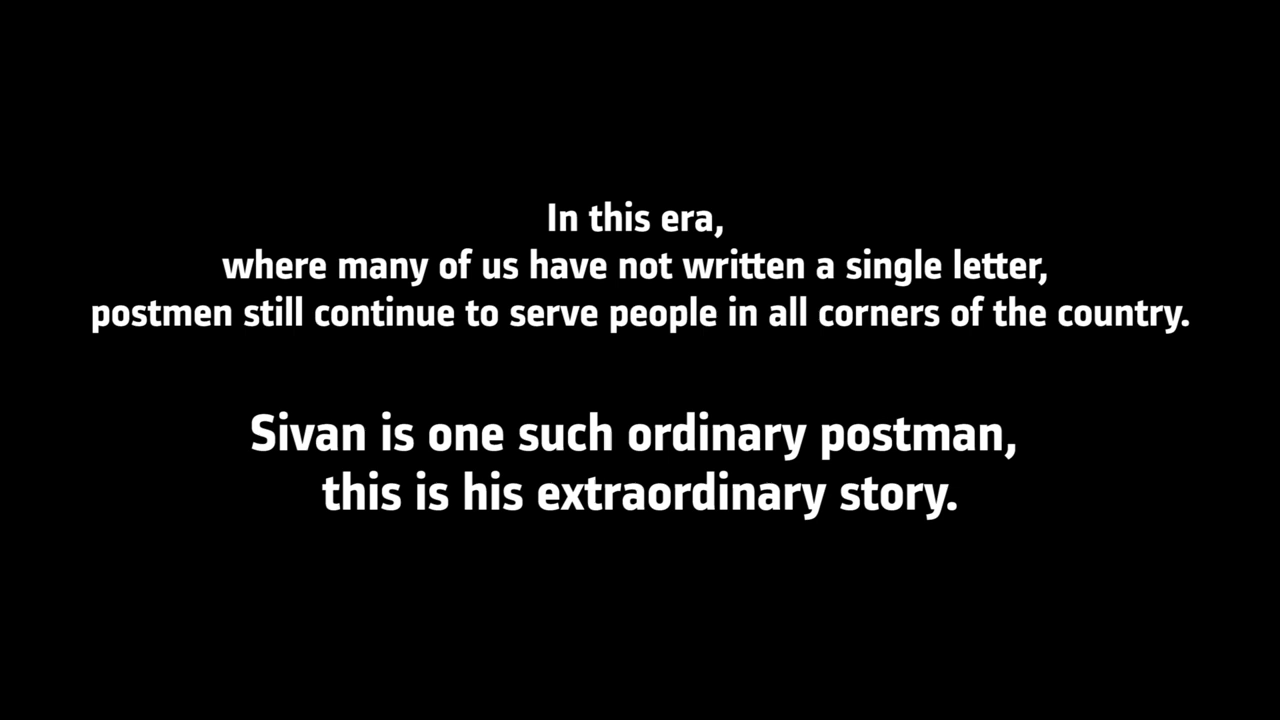 In this era,
where many of us have not written a single letter,
postmen still continue to serve people in all corners of the country.
Sivan is one such ordinary postman,
this is his extraordinary story.